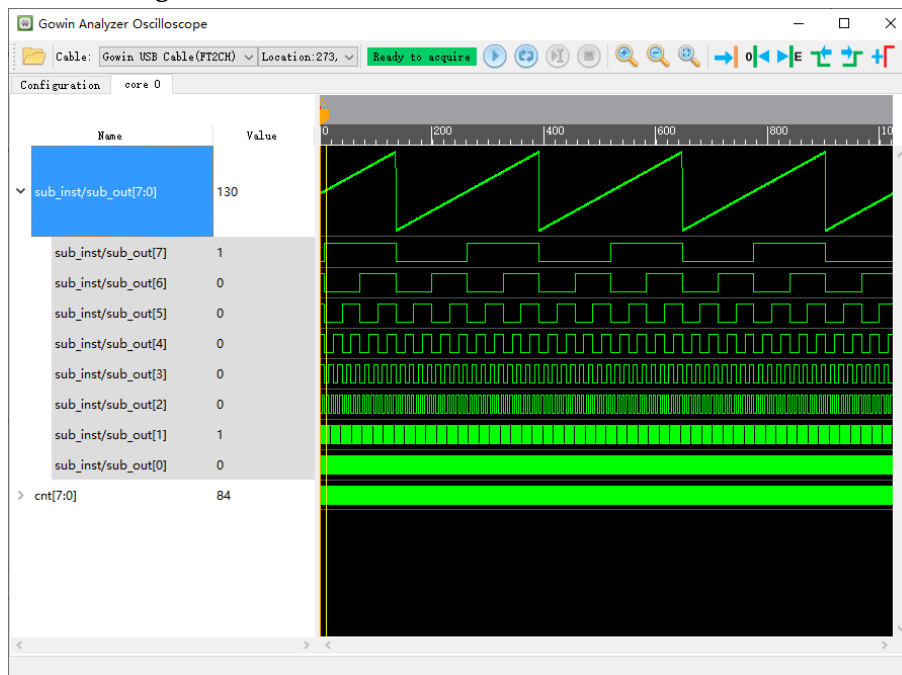 Gowin Analyzer Oscilloscope
Cable: Gowin USB Cable(FT2CH) Location:273, Ready to acquire 0 E
Configuration core 0
Name Value 0 200 400 600 800 10
sub_inst/sub_out[7:0] 130
sub_inst/sub_out[7] 1
sub_inst/sub_out[6] 0
sub_inst/sub_out[5] 0
sub_inst/sub_out[4] 0
sub_inst/sub_out[3] 0
sub_inst/sub_out[2] 0
sub_inst/sub_out[1] 1
sub_inst/sub_out[0] 0
cnt[7:0] 84